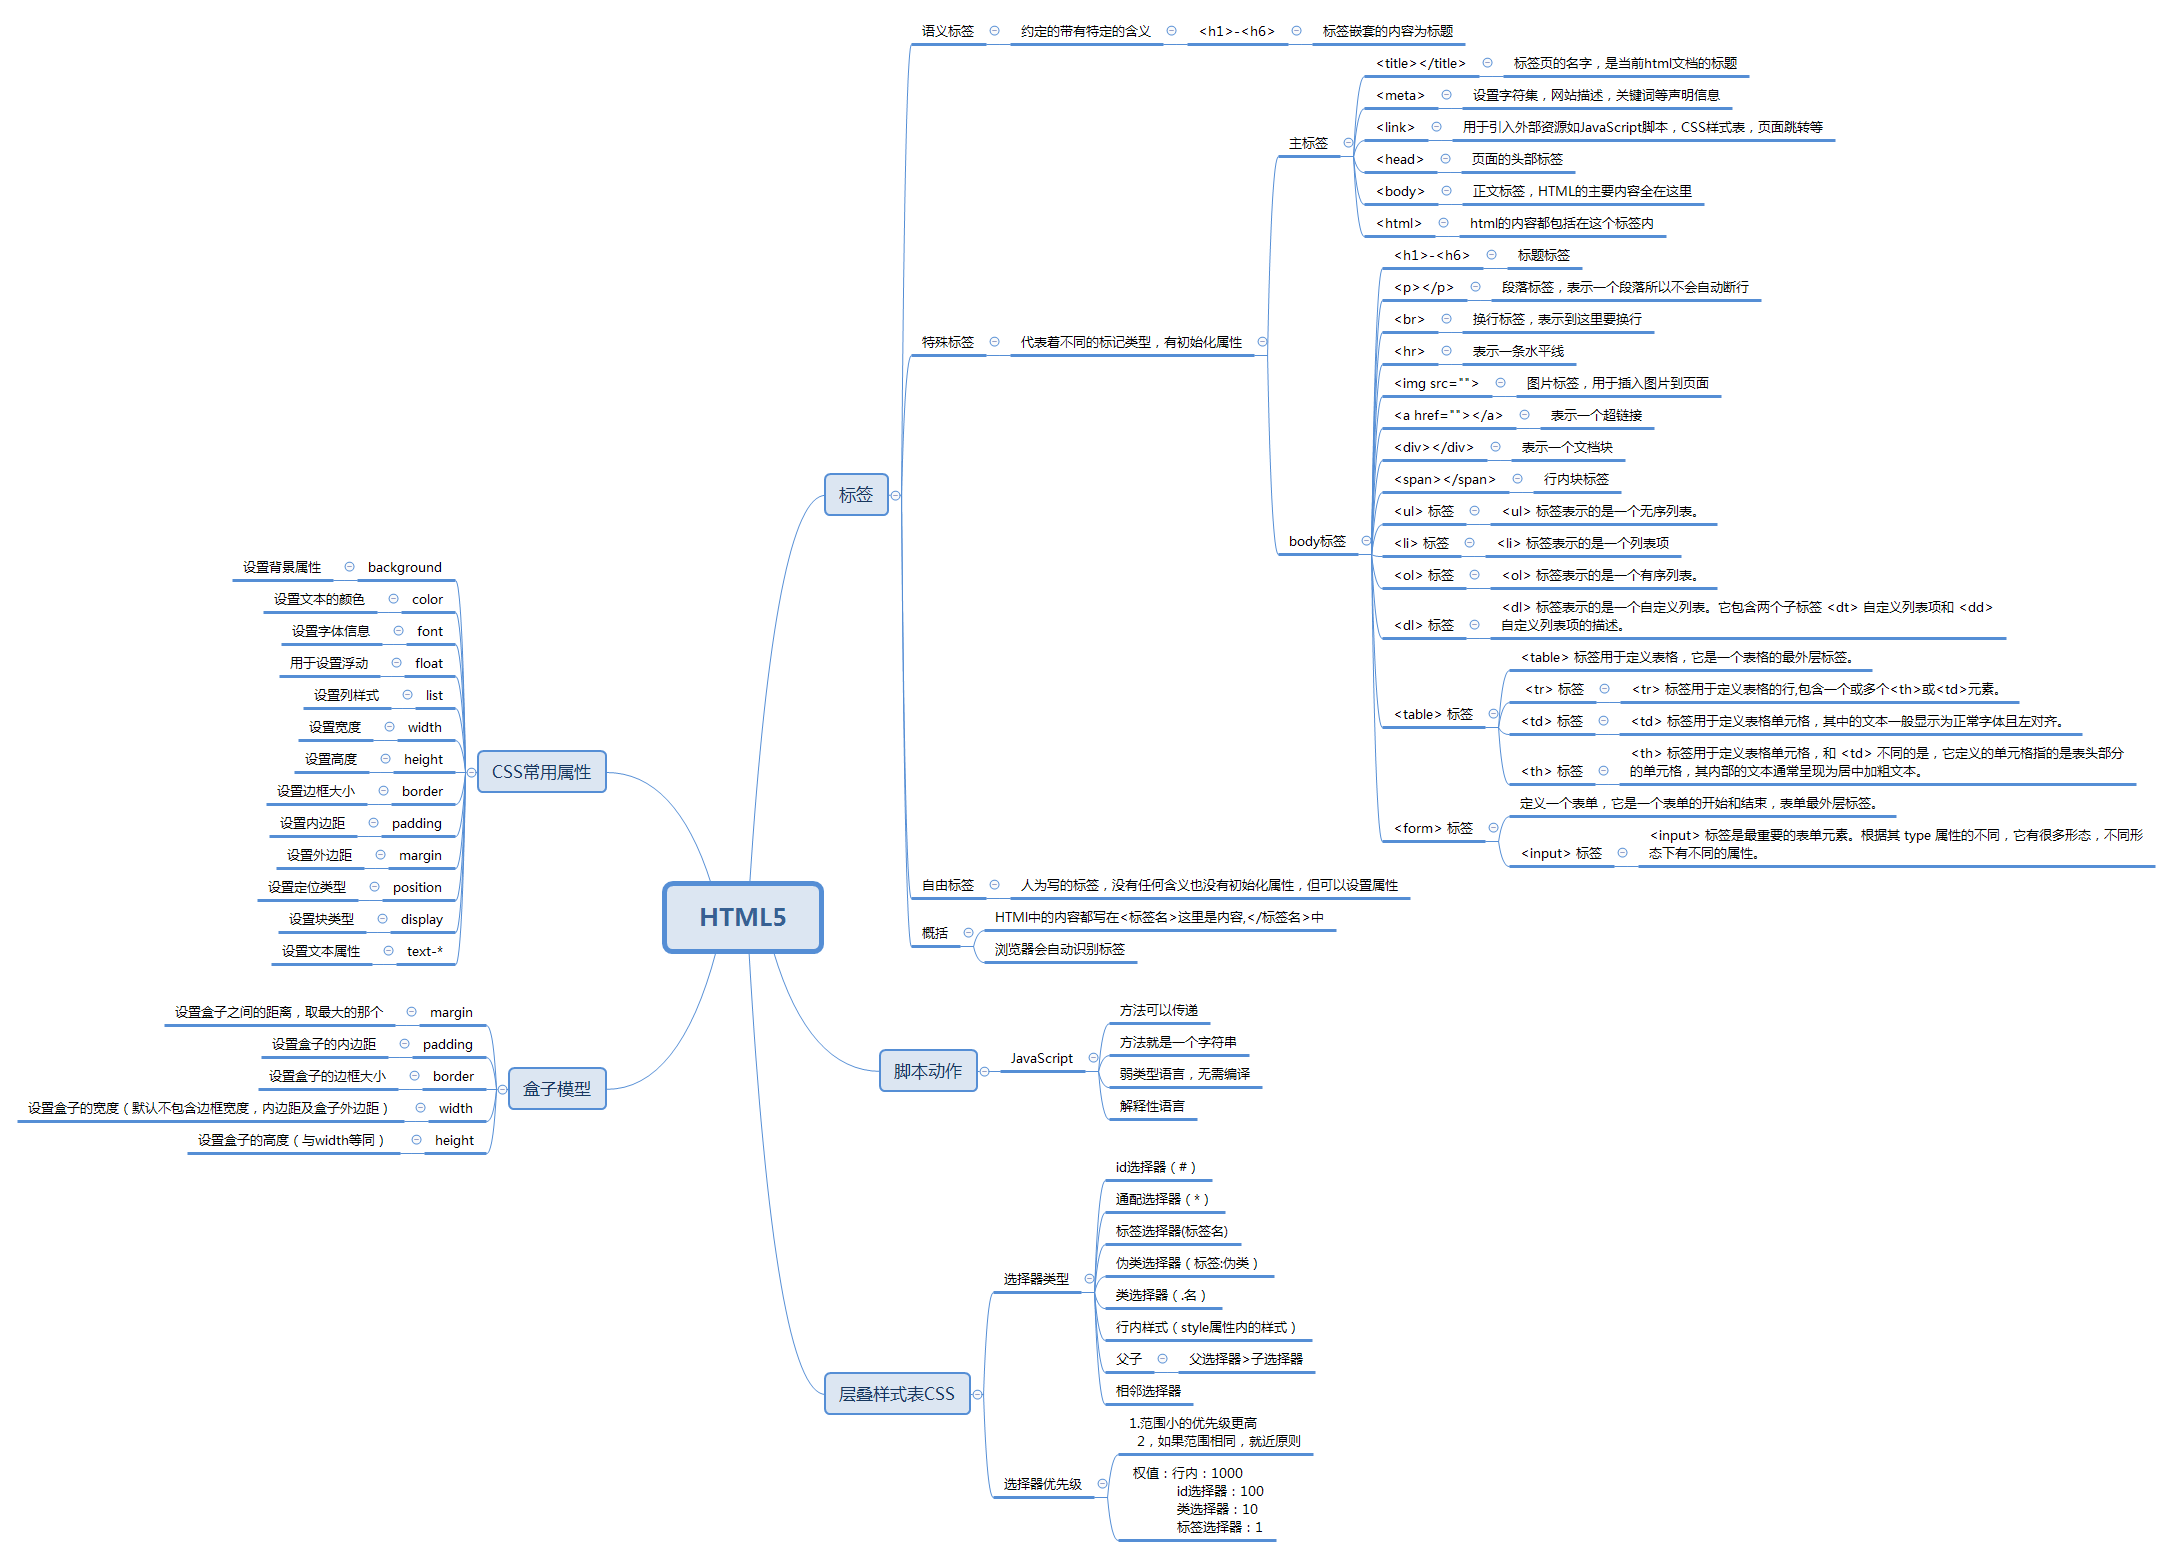 HTML5
标签
语义标签
约定的带有特定的含义
<h1>-<h6>
标签嵌套的内容为标题
特殊标签
代表着不同的标记类型，有初始化属性
主标签
<title></title>
标签页的名字，是当前html文档的标题
<meta>
设置字符集，网站描述，关键词等声明信息
<link>
用于引入外部资源如JavaScript脚本，CSS样式表，页面跳转等
<head>
页面的头部标签
<body>
正文标签，HTML的主要内容全在这里
<html>
html的内容都包括在这个标签内
body标签
<h1>-<h6>
标题标签
<p></p>
段落标签，表示一个段落所以不会自动断行
<br>
换行标签，表示到这里要换行
<hr>
表示一条水平线
<img src="">
图片标签，用于插入图片到页面
<a href=""></a>
表示一个超链接
<div></div>
表示一个文档块
<span></span>
行内块标签
<ul> 标签
<ul> 标签表示的是一个无序列表。
<li> 标签
<li> 标签表示的是一个列表项
<ol> 标签
<ol> 标签表示的是一个有序列表。
<dl> 标签
<dl> 标签表示的是一个自定义列表。它包含两个子标签 <dt> 自定义列表项和 <dd>
自定义列表项的描述。
<table> 标签
<table> 标签用于定义表格，它是一个表格的最外层标签。
<tr> 标签
<tr> 标签用于定义表格的行,包含一个或多个<th>或<td>元素。
<td> 标签
<td> 标签用于定义表格单元格，其中的文本一般显示为正常字体且左对齐。
<th> 标签
<th> 标签用于定义表格单元格，和 <td> 不同的是，它定义的单元格指的是表头部分
的单元格，其内部的文本通常呈现为居中加粗文本。
<form> 标签
定义一个表单，它是一个表单的开始和结束，表单最外层标签。
<input> 标签
<input> 标签是最重要的表单元素。根据其 type 属性的不同，它有很多形态，不同形
态下有不同的属性。
自由标签
人为写的标签，没有任何含义也没有初始化属性，但可以设置属性
概括
HTMl中的内容都写在<标签名>这里是内容,</标签名>中
浏览器会自动识别标签
脚本动作
JavaScript
方法可以传递
方法就是一个字符串
弱类型语言，无需编译
解释性语言
层叠样式表CSS
选择器类型
id选择器（#）
通配选择器（*）
标签选择器(标签名)
伪类选择器（标签:伪类）
类选择器（.名）
行内样式（style属性内的样式）
父子
父选择器>子选择器
相邻选择器
选择器优先级
1.范围小的优先级更高
2，如果范围相同，就近原则
权值：行内：1000
id选择器：100
类选择器：10
标签选择器：1
CSS常用属性
background
设置背景属性
color
设置文本的颜色
font
设置字体信息
float
用于设置浮动
list
设置列样式
width
设置宽度
height
设置高度
border
设置边框大小
padding
设置内边距
margin
设置外边距
position
设置定位类型
display
设置块类型
text-*
设置文本属性
盒子模型
margin
设置盒子之间的距离，取最大的那个
padding
设置盒子的内边距
border
设置盒子的边框大小
width
设置盒子的宽度（默认不包含边框宽度，内边距及盒子外边距）
height
设置盒子的高度（与width等同）